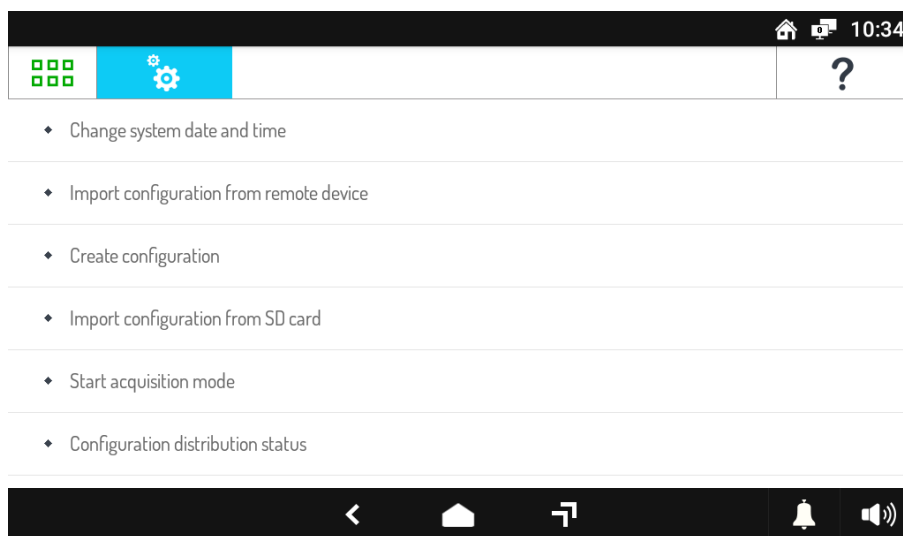 10:34
?
Change system date and time
Import configuration from remote device
Create configuration
Import configuration from SD card
Start acquisition mode
Configuration distribution status